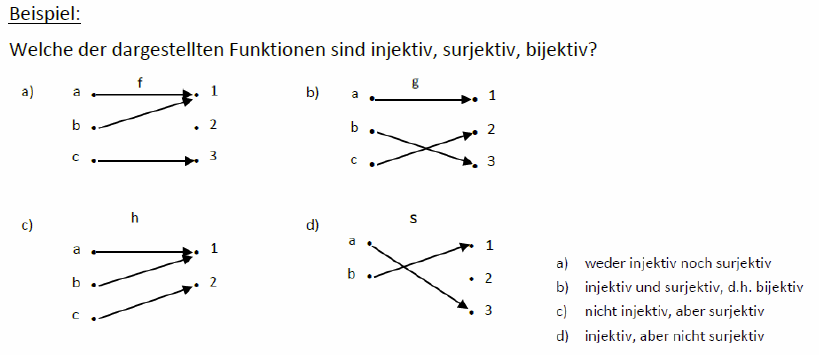 Beispiel:
Welche der dargestellten Funktionen sind injektiv, surjektiv, bijektiv?
a) a f 1
b 2
c 3
b) a g 1
b 2
c 3
c) h
a 1
b 2
c
d) s
a 1
b 2
3
a) weder injektiv noch surjektiv
b) injektiv und surjektiv, d.h. bijektiv
c) nicht injektiv, aber surjektiv
d) injektiv, aber nicht surjektiv